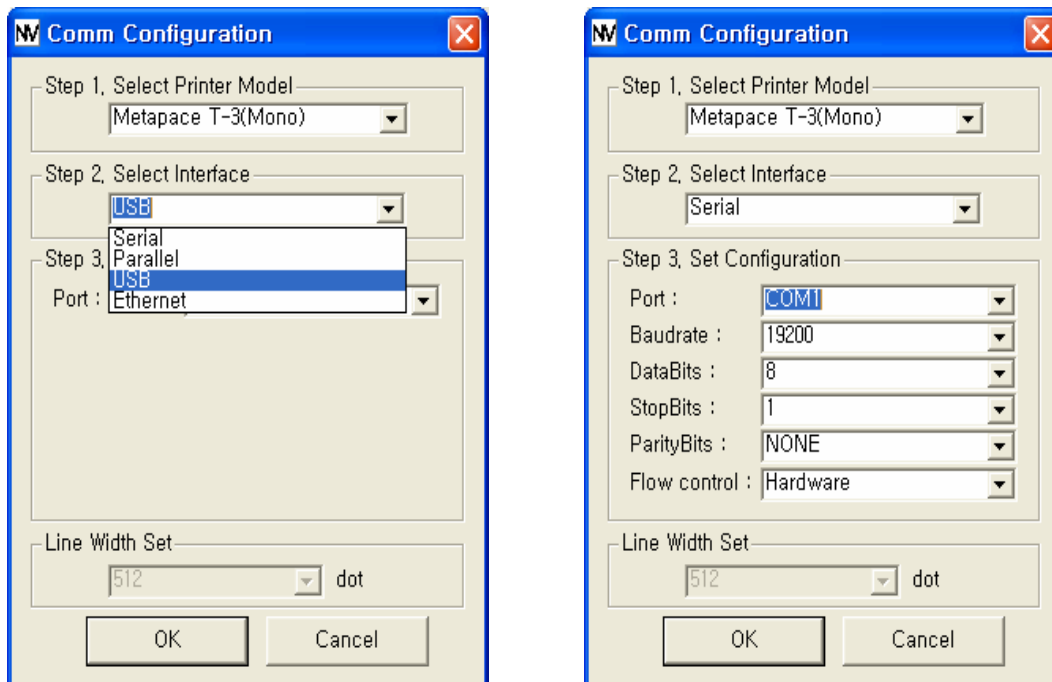 NV Comm Configuration
Step 1, Select Printer Model
Metapace T-3(Mono)
Step 2, Select Interface
USB
Serial
Parallel
USB
Ethernet
Step 3,
Port :
Line Width Set
512 dot
OK Cancel
NV Comm Configuration
Step 1, Select Printer Model
Metapace T-3(Mono)
Step 2, Select Interface
Serial
Step 3, Set Configuration
Port : COM1
Baudrate : 19200
DataBits : 8
StopBits : 1
ParityBits : NONE
Flow control : Hardware
Line Width Set
512 dot
OK Cancel